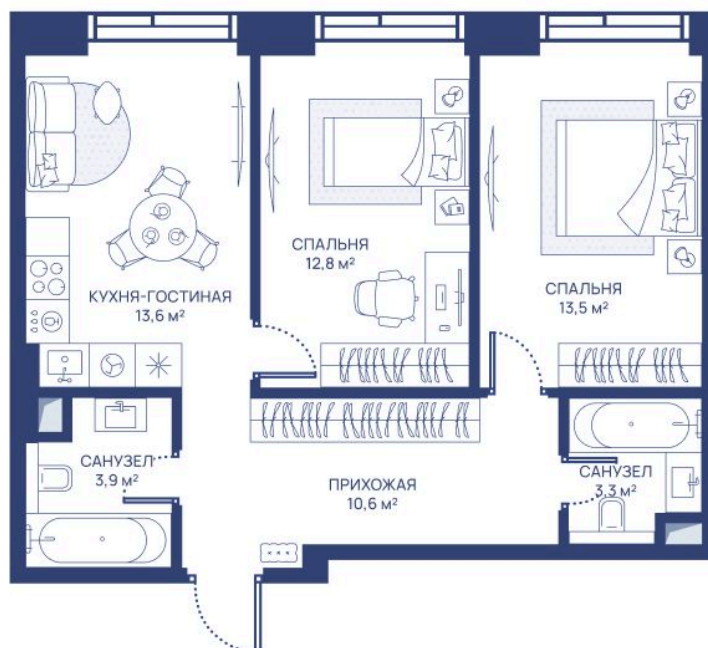 СПАЛЬНЯ
12,8 м²
КУХНЯ-ГОСТИНАЯ
13,6 м²
СПАЛЬНЯ
13,5 м²
САНУЗЕЛ
3,9 м²
ПРИХОЖАЯ
10,6 м²
САНУЗЕЛ
3,3 м²